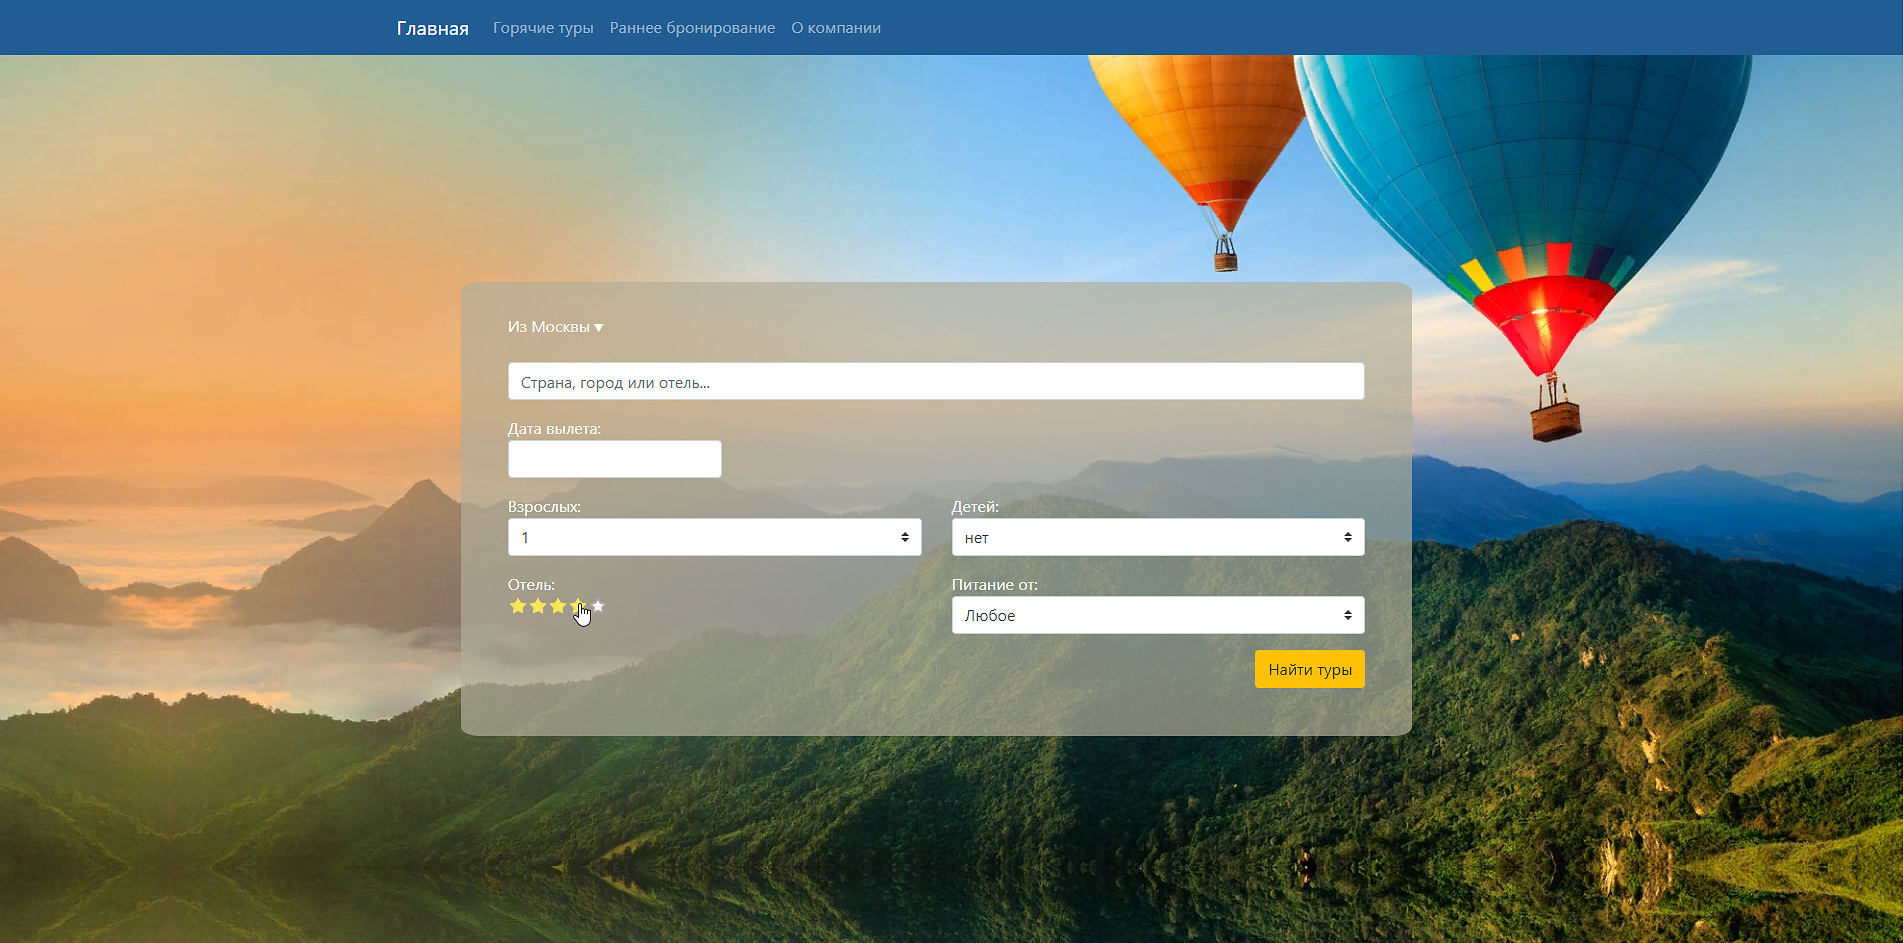 Главная Горячие туры Раннее бронирование О компании
Из Москвы ▼
Страна, город или отель...
Дата вылета:
Взрослых: Детей:
1 нет
Отель: Питание от:
Любое
Найти туры